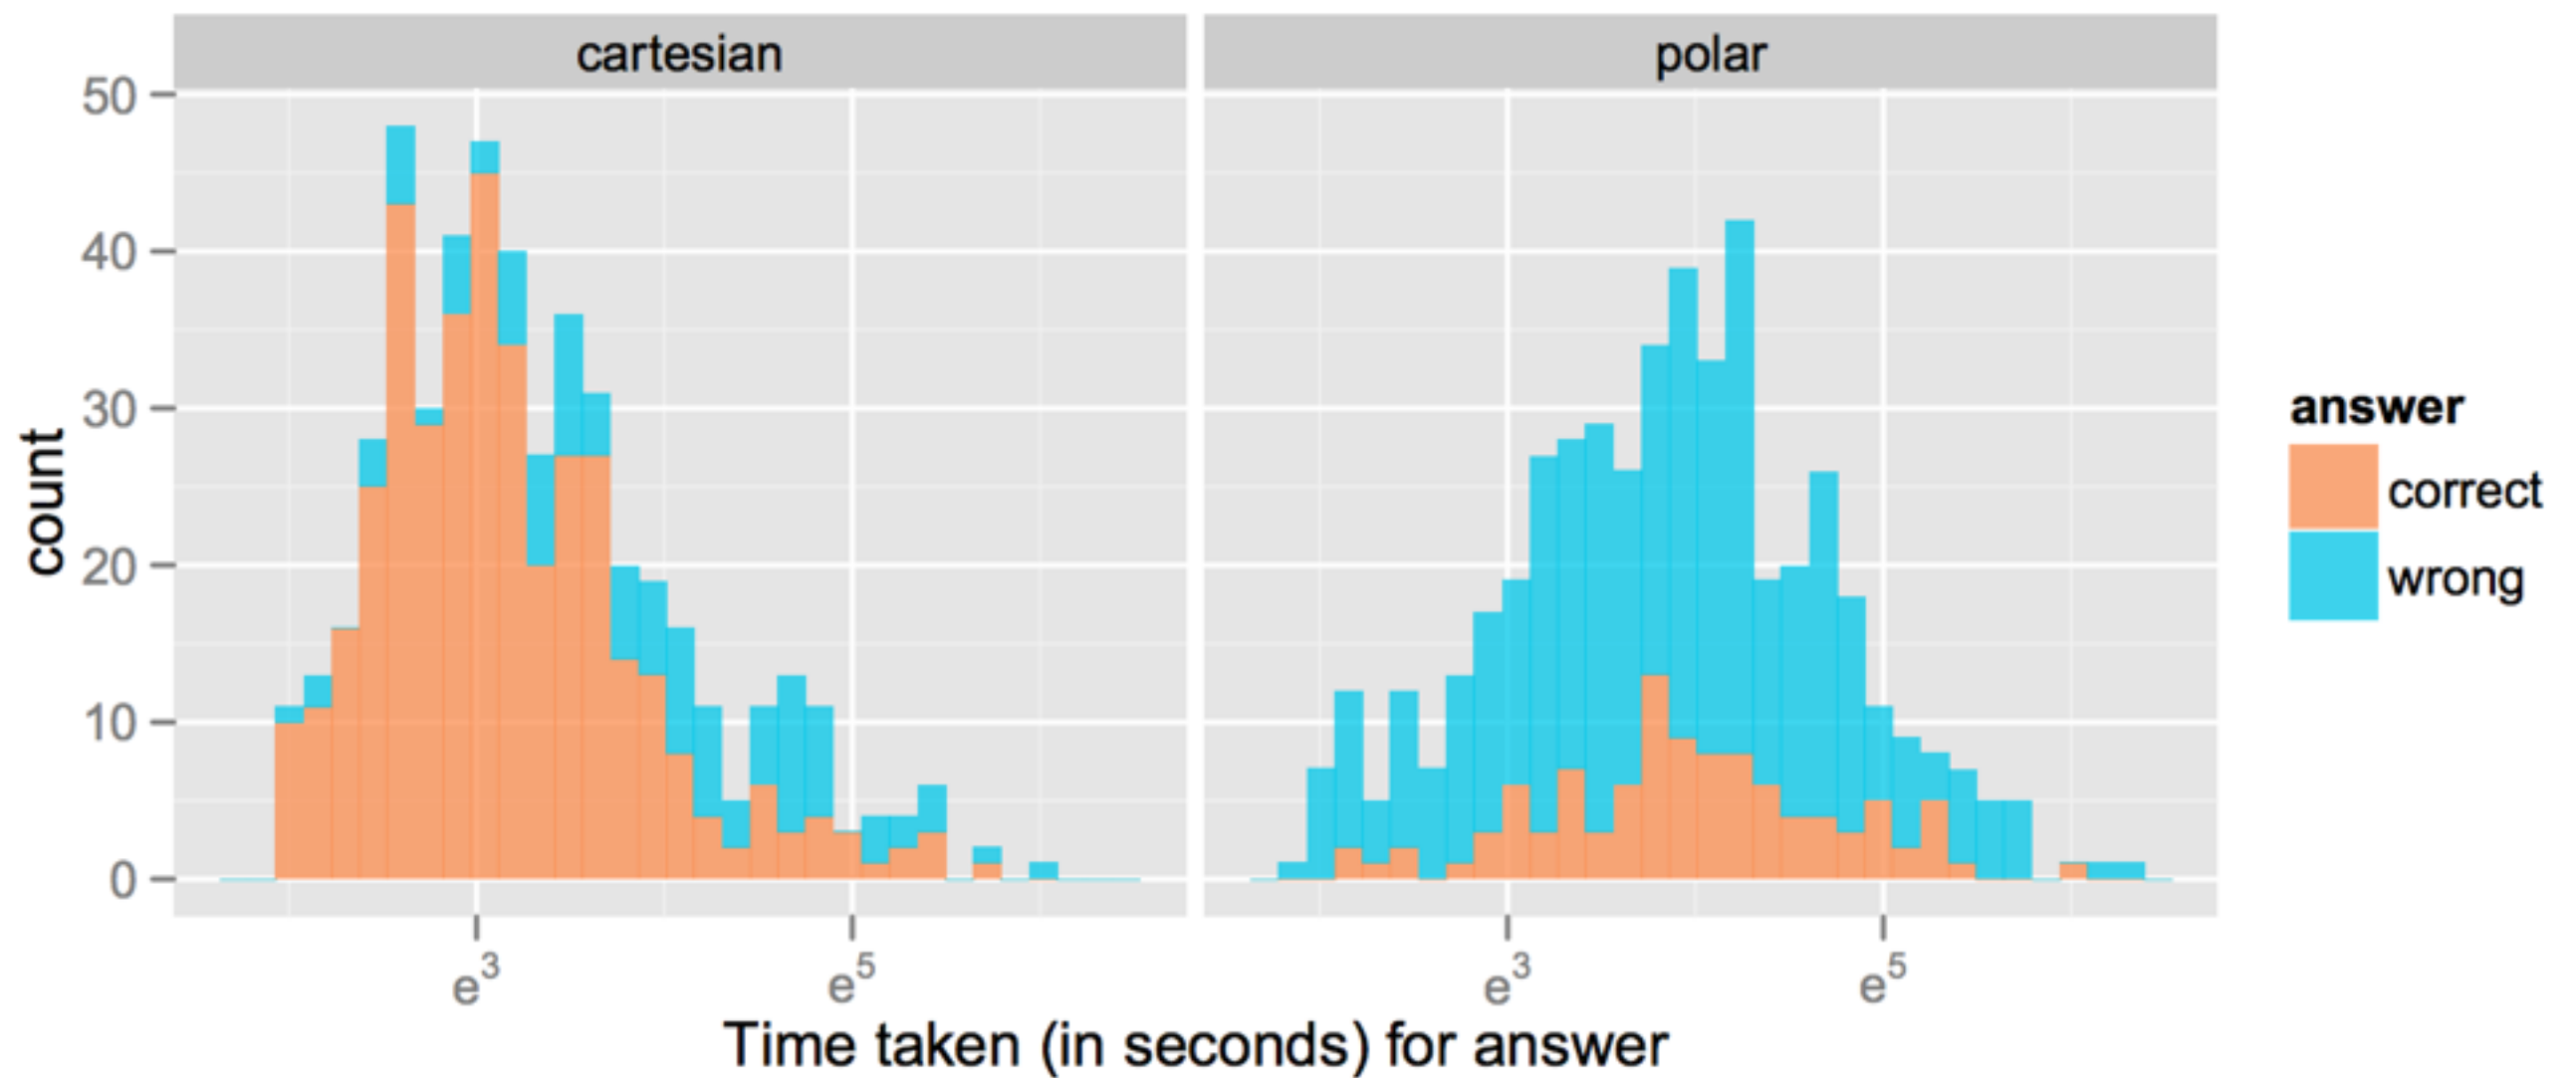 cartesian
polar
50
40
30
20
10
0
count
e³
e⁵
e³
e⁵
Time taken (in seconds) for answer
answer
correct
wrong